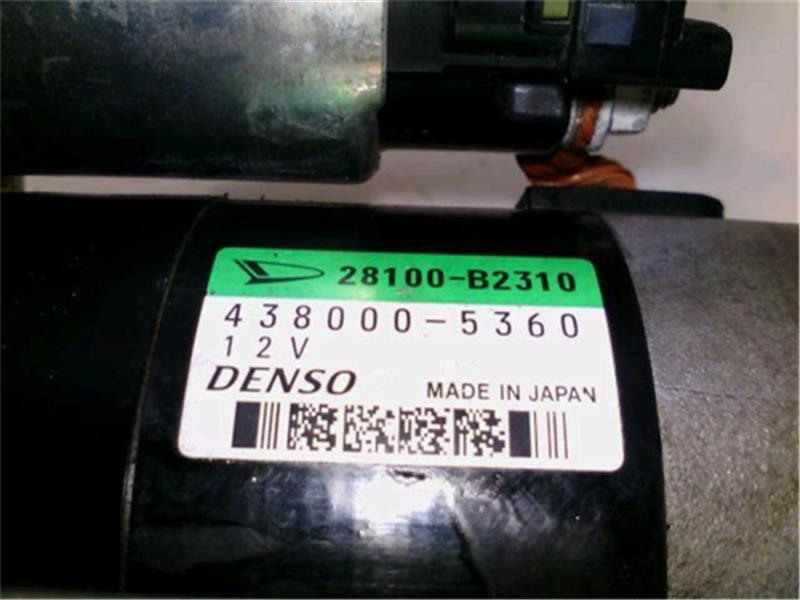 28100-B2310
438000-5360
12V
DENSO MADE IN JAPAN